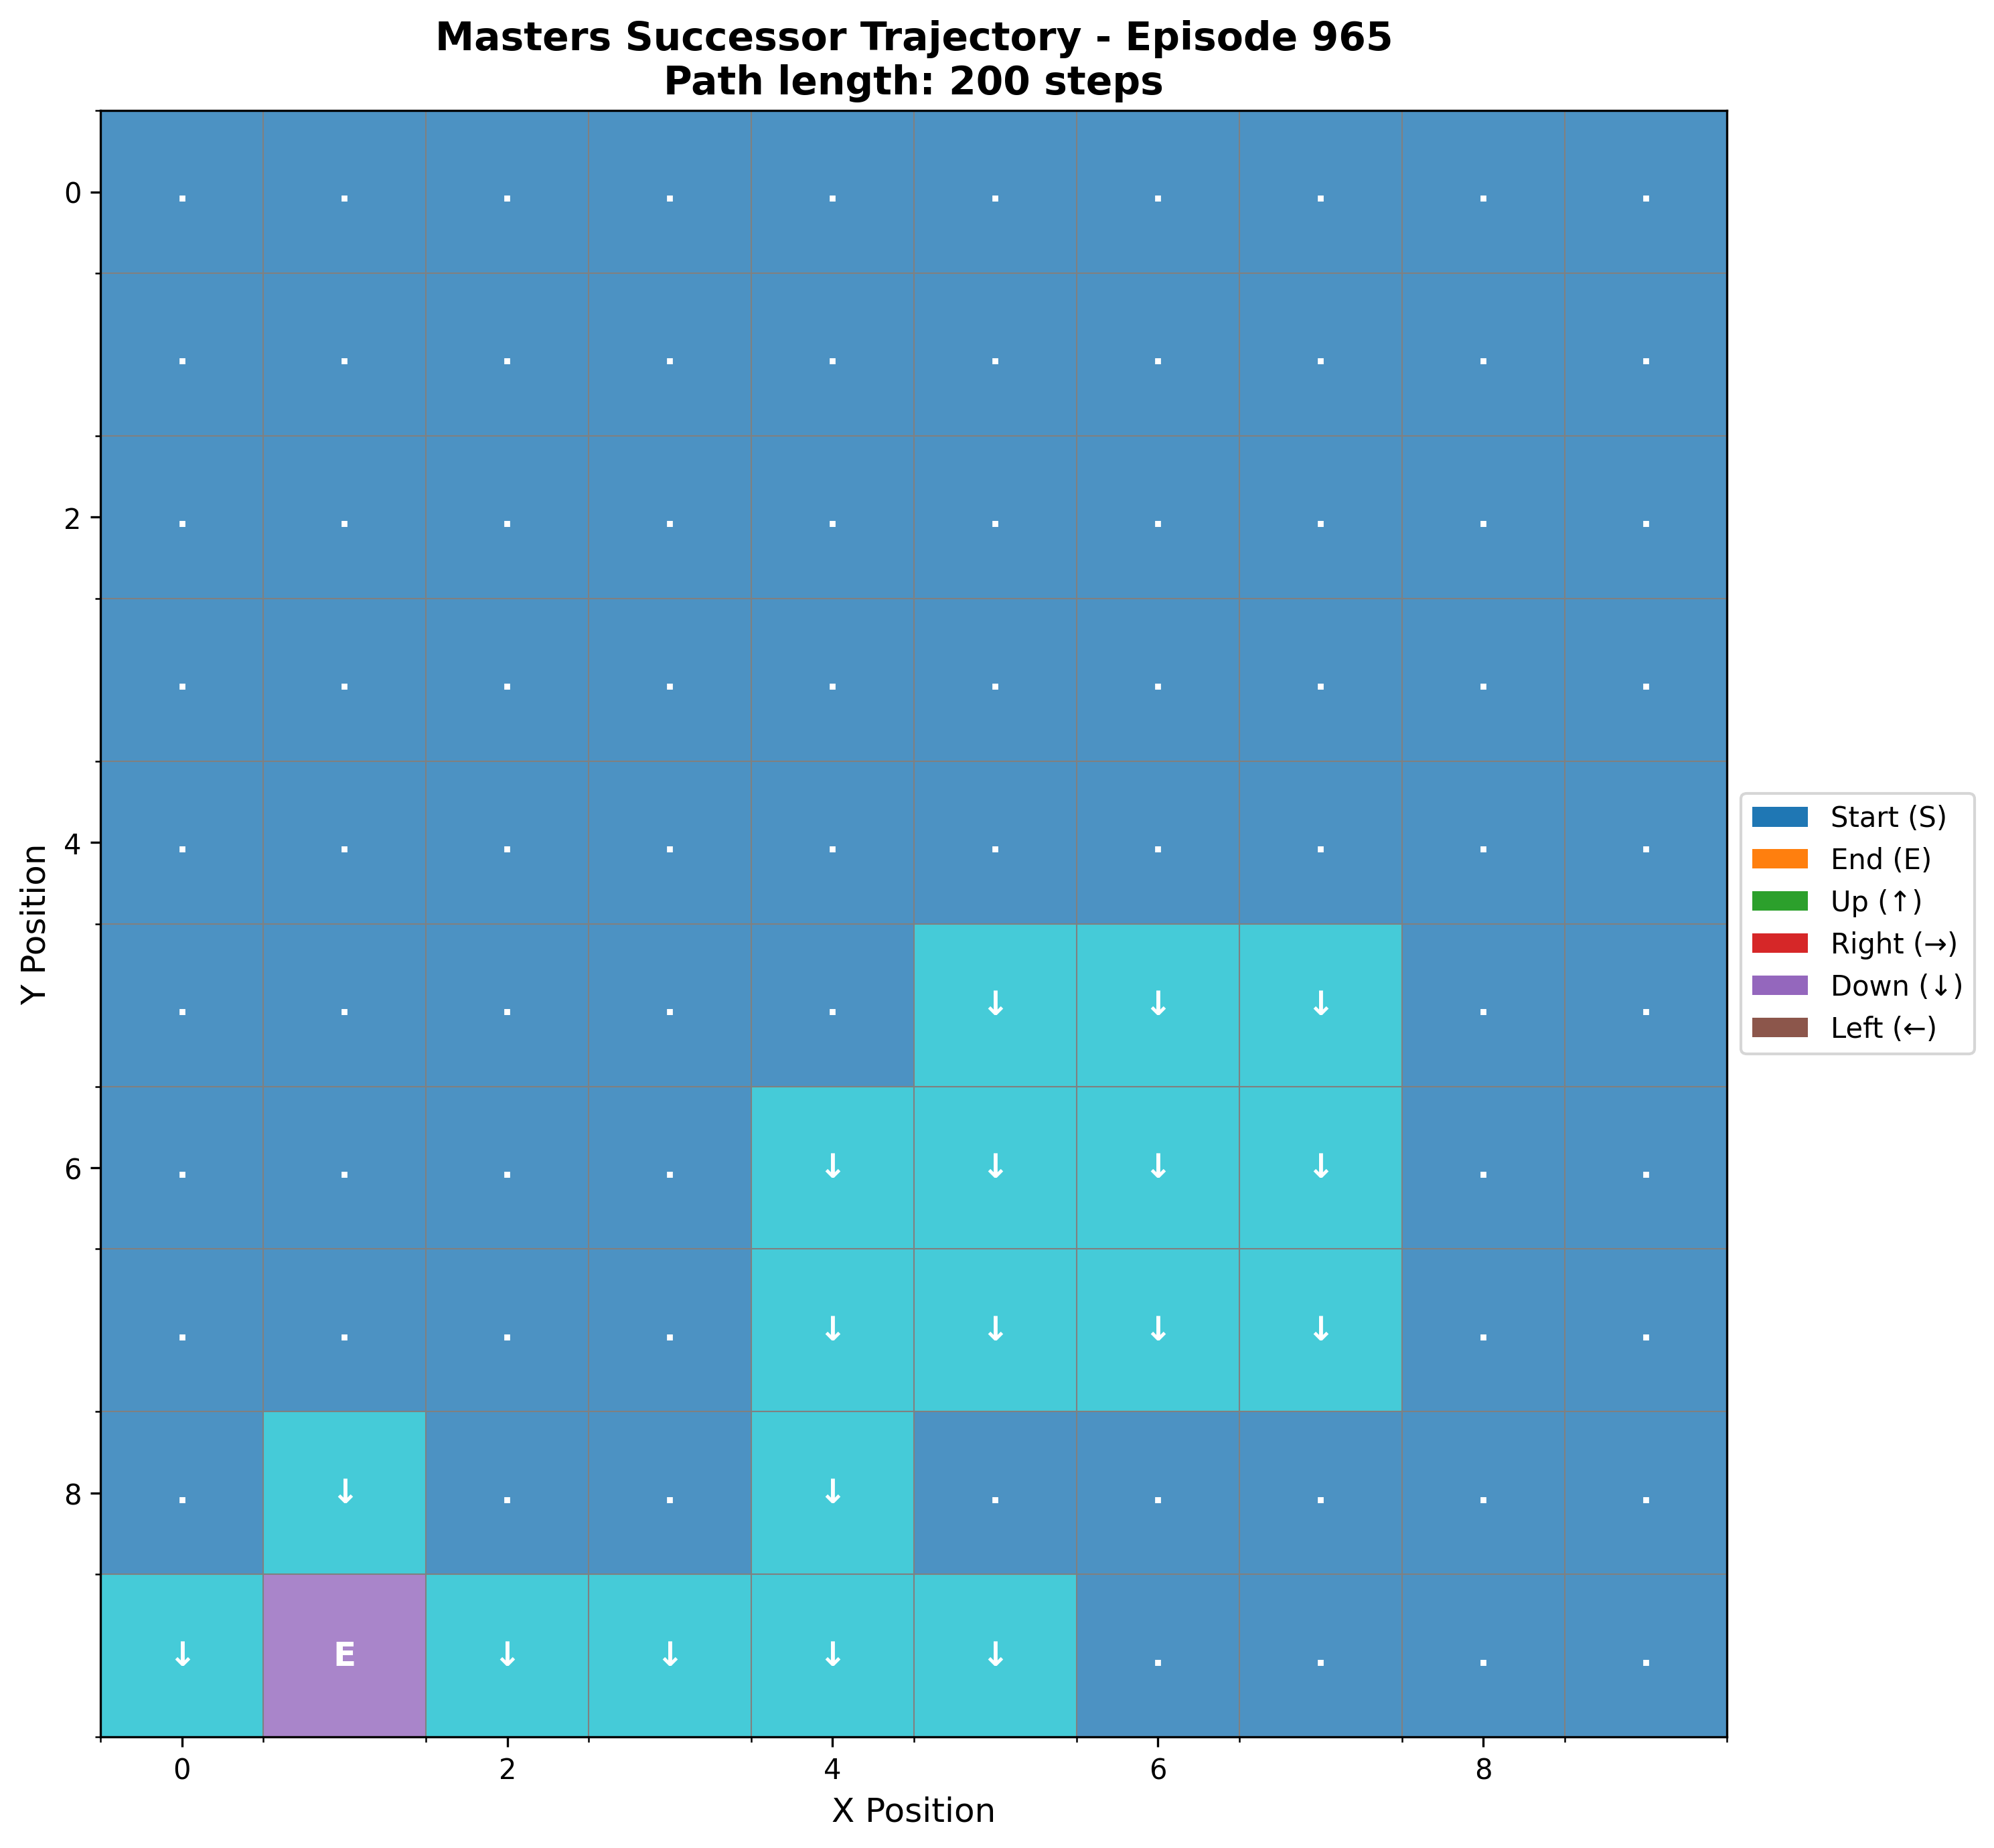 Masters Successor Trajectory - Episode 965
Path length: 200 steps
0 . . . . . . . . . .
. . . . . . . . . .
2 . . . . . . . . . .
. . . . . . . . . .
4 . . . . . . . . . .
. . . . . ↓ ↓ ↓ . .
6 . . . . ↓ ↓ ↓ ↓ . .
. . . . ↓ ↓ ↓ ↓ . .
8 . ↓ . . ↓ . . . . .
↓ E ↓ ↓ ↓ ↓ . . . .
0 2 4 6 8
X Position
Y Position
Start (S)
End (E)
Up (↑)
Right (→)
Down (↓)
Left (←)